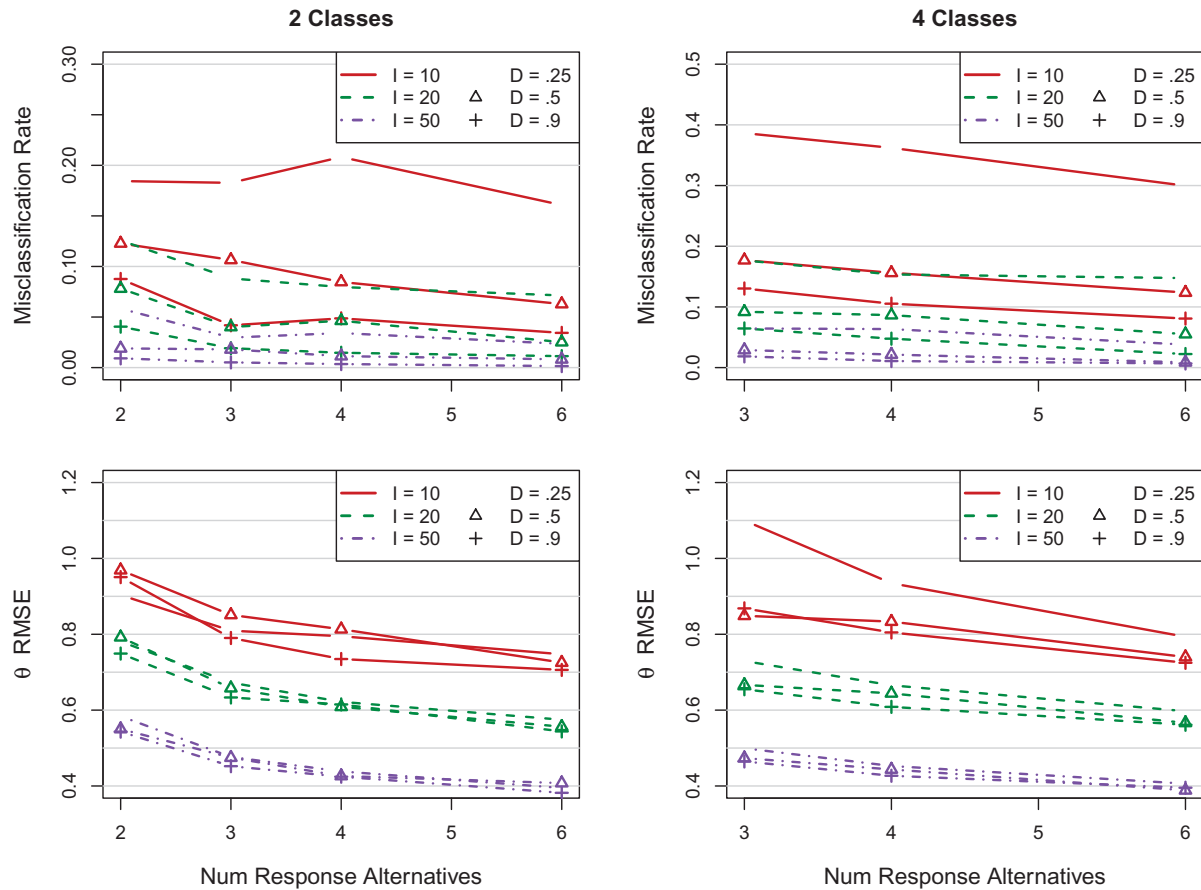 2 Classes
4 Classes
Misclassification Rate
0.00
0.10
0.20
0.30
2
3
4
5
6
I = 10
D = .25
I = 20
D = .5
I = 50
D = .9
Misclassification Rate
0.0
0.1
0.2
0.3
0.4
0.5
3
4
5
6
I = 10
D = .25
I = 20
D = .5
I = 50
D = .9
θ RMSE
0.4
0.6
0.8
1.0
1.2
2
3
4
5
6
I = 10
D = .25
I = 20
D = .5
I = 50
D = .9
Num Response Alternatives
θ RMSE
0.4
0.6
0.8
1.0
1.2
3
4
5
6
I = 10
D = .25
I = 20
D = .5
I = 50
D = .9
Num Response Alternatives